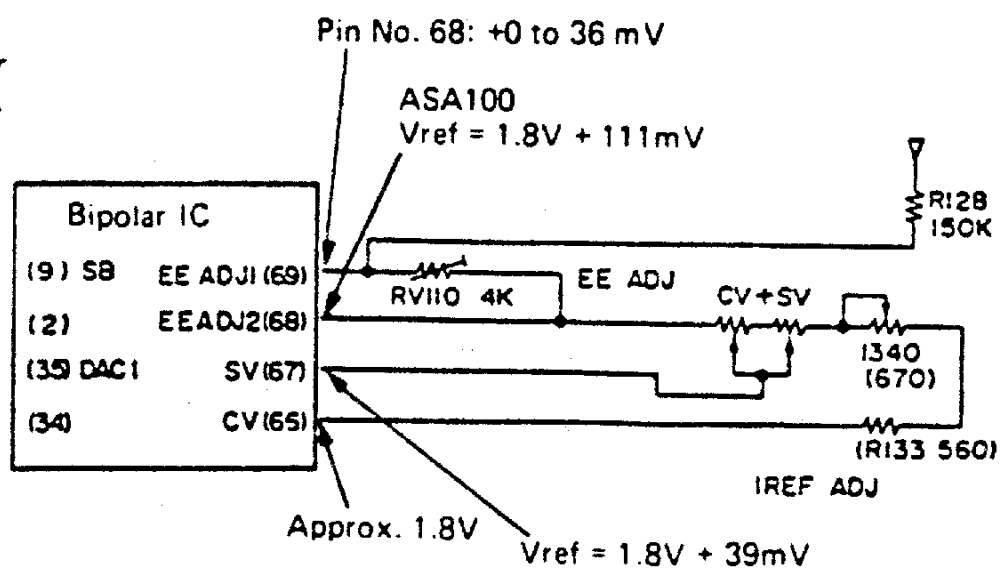 Pin No. 68: +0 to 36 mV
ASA100
Vref = 1.8V + 111mV
R128
150K
Bipolar IC
(9) SB EE ADJ1(69)
RV110 4K
EE ADJ
CV+SV
(2) EEADJ2(68)
1340
(670)
(35) DAC1 SV(67)
(34) CV(65)
(R133 560)
IREF ADJ
Approx. 1.8V
Vref = 1.8V + 39mV